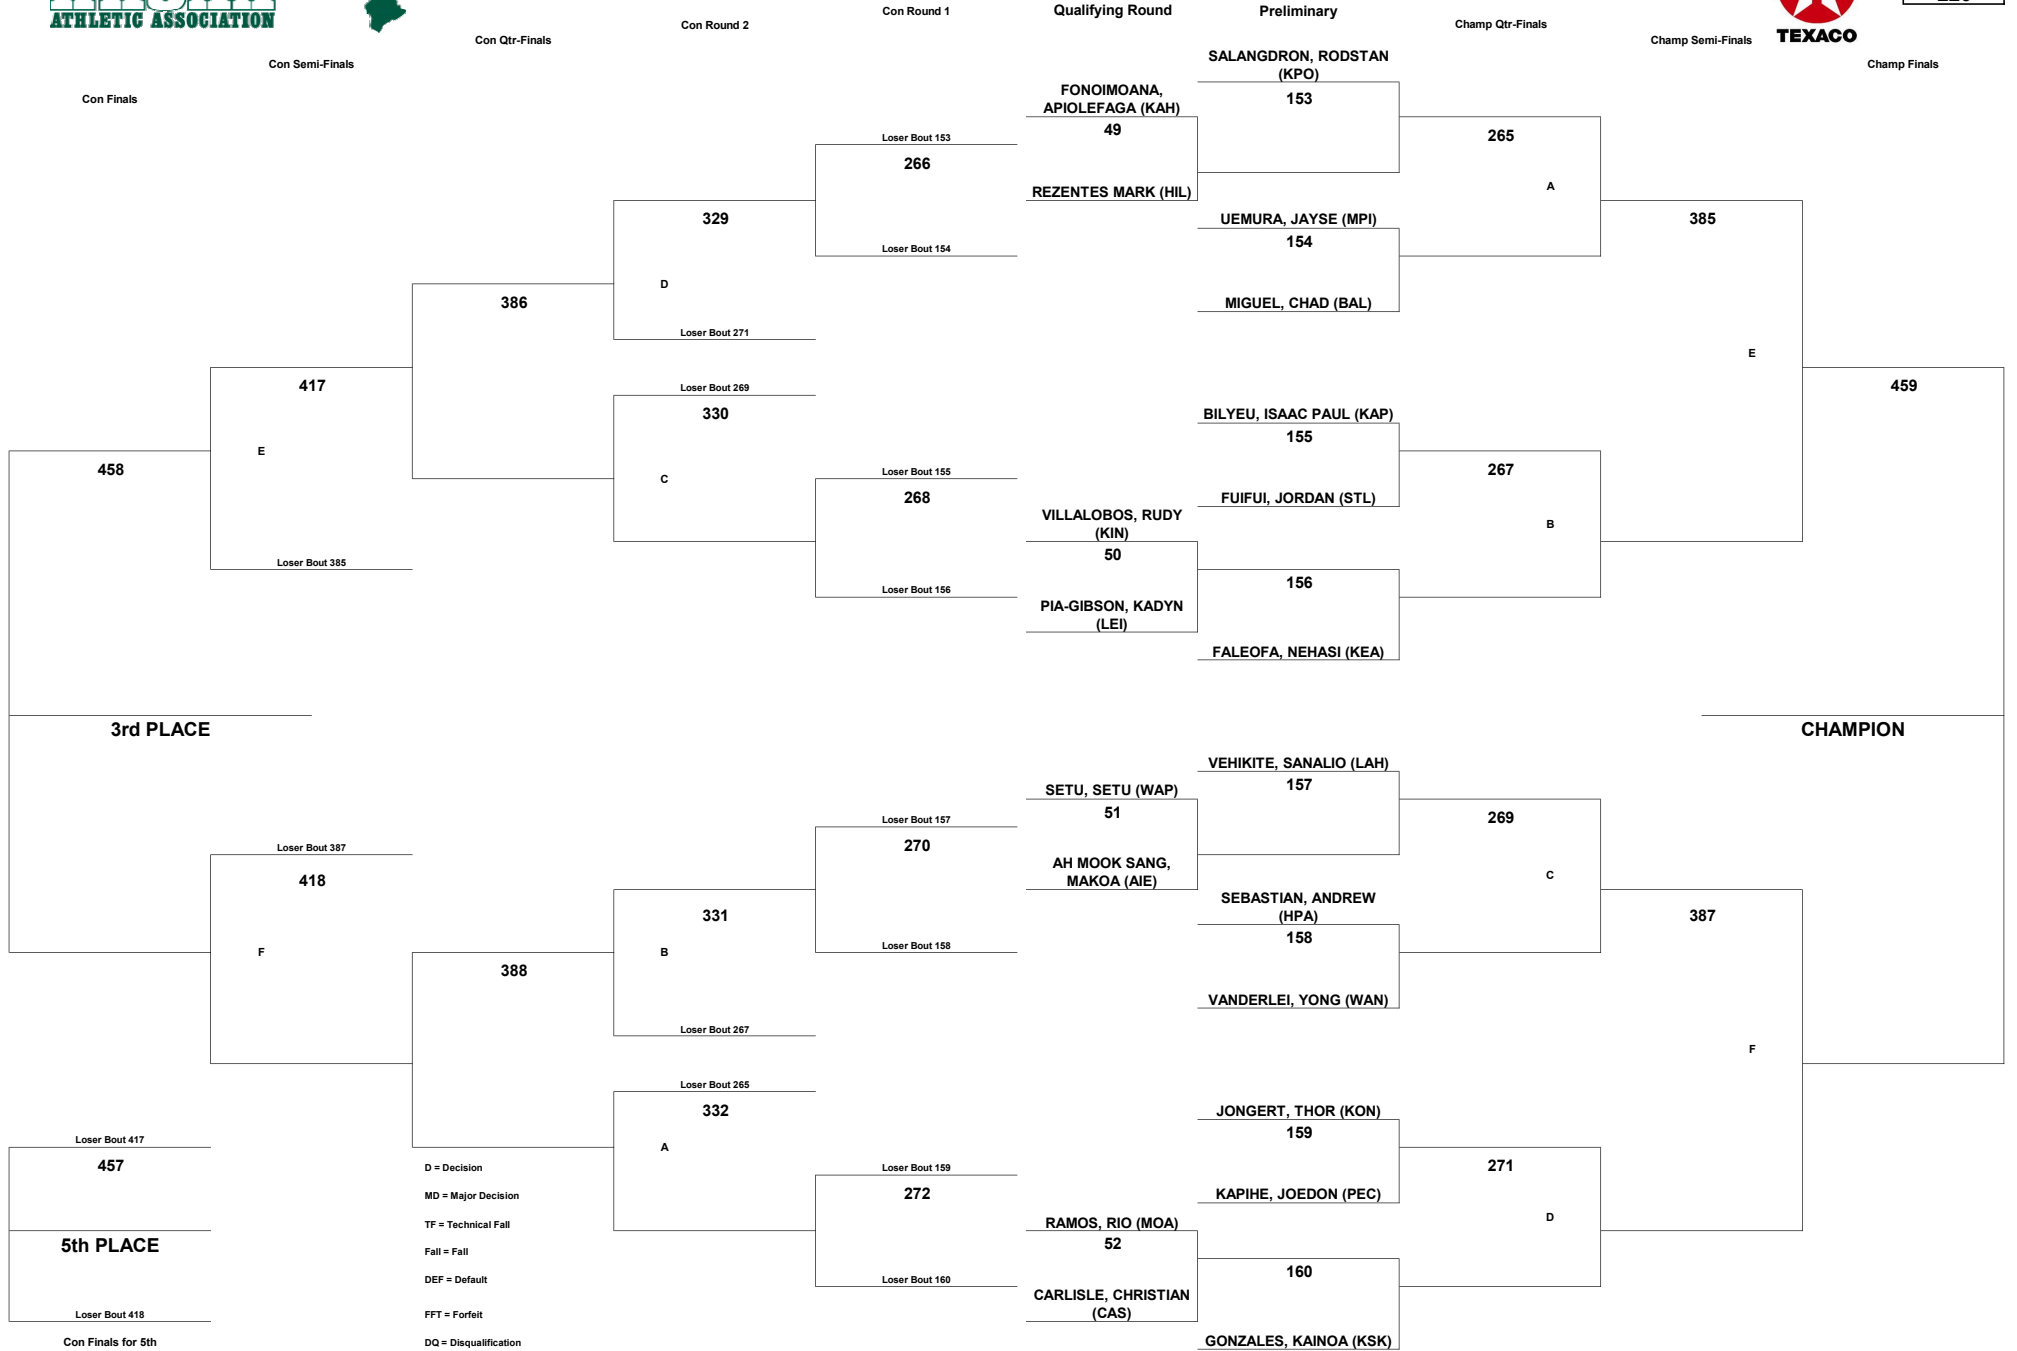 ATHLETIC ASSOCIATION
TEXACO
Con Finals
Con Semi-Finals
Con Qtr-Finals
Con Round 2
Con Round 1
Qualifying Round
Preliminary
Champ Qtr-Finals
Champ Semi-Finals
Champ Finals
SALANGDRON, RODSTAN
(KPO)
153
FONOIMOANA,
APIOLEFAGA (KAH)
49
REZENTES MARK (HIL)
265
A
Loser Bout 153
266
Loser Bout 154
UEMURA, JAYSE (MPI)
154
MIGUEL, CHAD (BAL)
329
D
Loser Bout 271
385
E
386
417
E
Loser Bout 385
Loser Bout 269
330
C
458
459
BILYEU, ISAAC PAUL (KAP)
155
FUIFUI, JORDAN (STL)
267
B
Loser Bout 155
268
Loser Bout 156
VILLALOBOS, RUDY
(KIN)
50
PIA-GIBSON, KADYN
(LEI)
156
FALEOFA, NEHASI (KEA)
3rd PLACE
CHAMPION
VEHIKITE, SANALIO (LAH)
157
SETU, SETU (WAP)
51
AH MOOK SANG,
MAKOA (AIE)
269
C
Loser Bout 157
270
Loser Bout 158
Loser Bout 387
418
F
SEBASTIAN, ANDREW
(HPA)
158
VANDERLEI, YONG (WAN)
331
B
Loser Bout 267
387
F
388
Loser Bout 265
332
A
JONGERT, THOR (KON)
159
KAPIHE, JOEDON (PEC)
271
D
Loser Bout 159
272
Loser Bout 160
RAMOS, RIO (MOA)
52
CARLISLE, CHRISTIAN
(CAS)
160
GONZALES, KAINOA (KSK)
Loser Bout 417
457
5th PLACE
Loser Bout 418
Con Finals for 5th
D = Decision
MD = Major Decision
TF = Technical Fall
Fall = Fall
DEF = Default
FFT = Forfeit
DQ = Disqualification